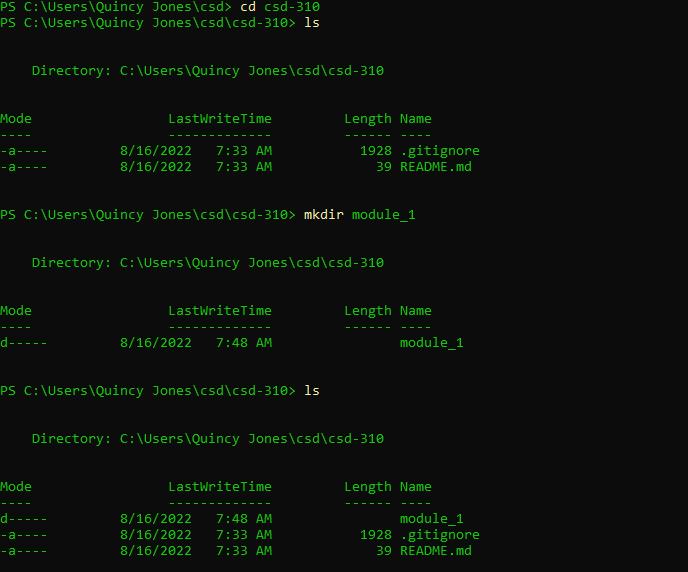 PS C:\Users\Quincy Jones\csd> cd csd-310
PS C:\Users\Quincy Jones\csd\csd-310> ls
    Directory: C:\Users\Quincy Jones\csd\csd-310
Mode                 LastWriteTime         Length Name
----                 -------------         ------ ----
-a----         8/16/2022   7:33 AM           1928 .gitignore
-a----         8/16/2022   7:33 AM             39 README.md
PS C:\Users\Quincy Jones\csd\csd-310> mkdir module_1
    Directory: C:\Users\Quincy Jones\csd\csd-310
Mode                 LastWriteTime         Length Name
----                 -------------         ------ ----
d-----         8/16/2022   7:48 AM                module_1
PS C:\Users\Quincy Jones\csd\csd-310> ls
    Directory: C:\Users\Quincy Jones\csd\csd-310
Mode                 LastWriteTime         Length Name
----                 -------------         ------ ----
d-----         8/16/2022   7:48 AM                module_1
-a----         8/16/2022   7:33 AM           1928 .gitignore
-a----         8/16/2022   7:33 AM             39 README.md